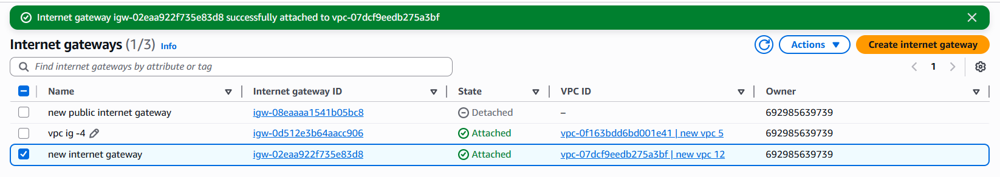 Internet gateway igw-02eaa922f735e83d8 successfully attached to vpc-07dcf9eedb275a3bf
Internet gateways (1/3) Info
Actions
Create internet gateway
Find internet gateways by attribute or tag
1
Name Internet gateway ID State VPC ID Owner
new public internet gateway igw-08eaaaa1541b05bc8 Detached – 692985639739
vpc ig -4 igw-0d512e3b64aacc906 Attached vpc-0f163bdd6bd001e41 | new vpc 5 692985639739
new internet gateway igw-02eaa922f735e83d8 Attached vpc-07dcf9eedb275a3bf | new vpc 12 692985639739